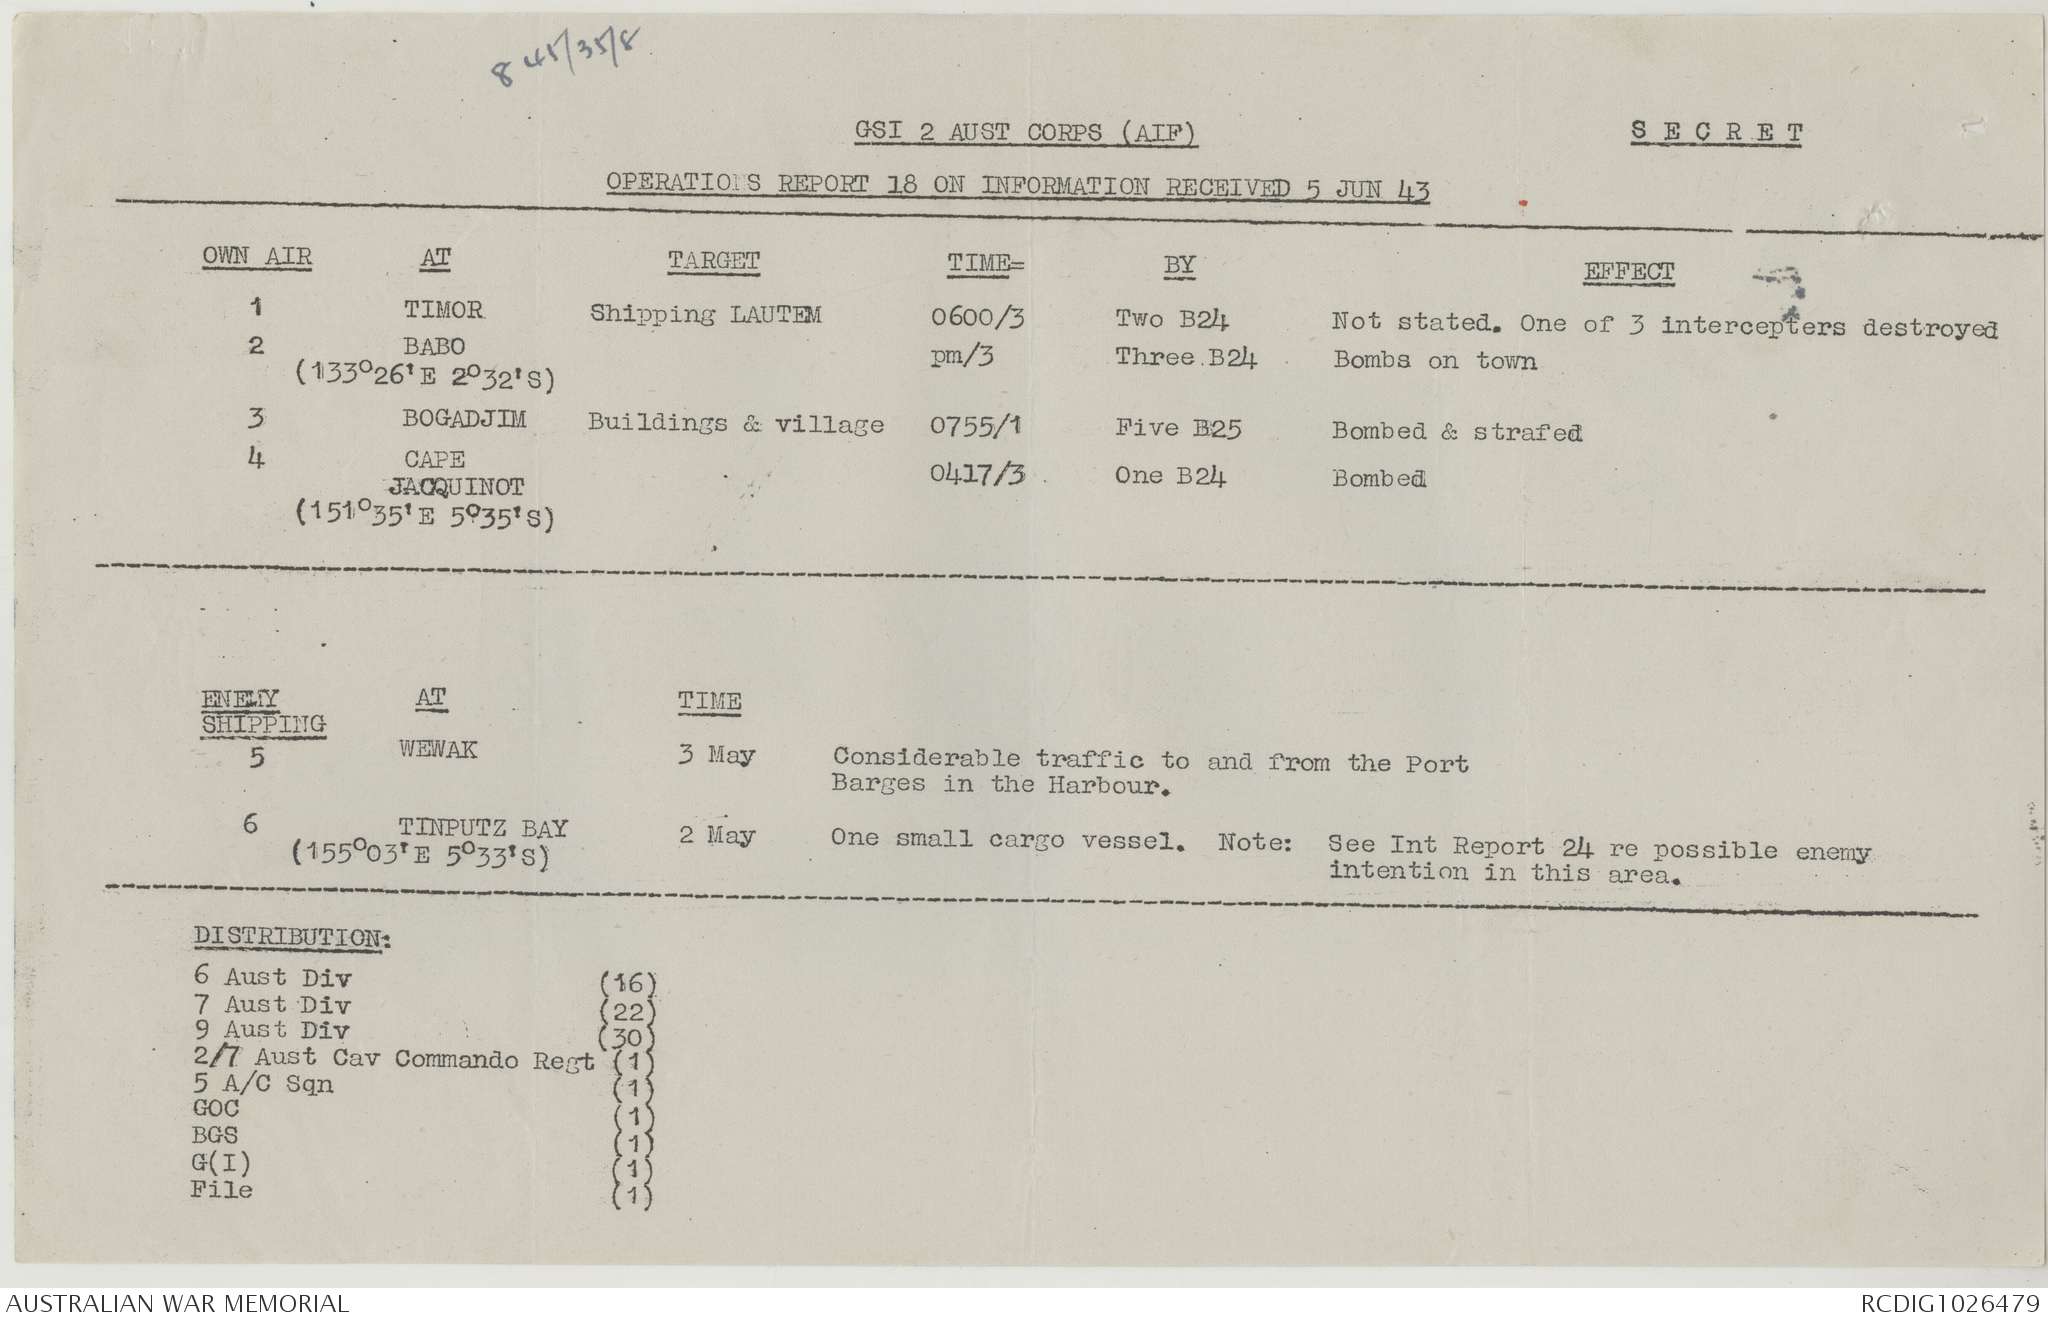 845/35/8
GSI 2 AUST CORPS (AIF)    S E C R E T
OPERATIONS REPORT 18 ON INFORMATION RECEIVED 5 JUN 43
OWN AIR    AT    TARGET    TIME=    BY    EFFECT
1    TIMOR    Shipping LAUTEM    0600/3    Two B24    Not stated. One of 3 intercepters destroyed
2    BABO    pm/3    Three B24    Bombs on town
(133°26'E 2°32'S)
3    BOGADJIM    Buildings & village    0755/1    Five B25    Bombed & strafed
4    CAPE    0417/3    One B24    Bombed
JACQUINOT
(151°35'E 5°35'S)
ENEMY    AT    TIME
SHIPPING
5    WEWAK    3 May    Considerable traffic to and from the Port
Barges in the Harbour.
6    TINPUTZ BAY    2 May    One small cargo vessel.  Note:  See Int Report 24 re possible enemy
(155°03'E 5°33'S)    intention in this area.
DISTRIBUTION:
6 Aust Div    (16)
7 Aust Div    (22)
9 Aust Div    (30)
2/7 Aust Cav Commando Regt (1)
5 A/C Sqn    (1)
GOC    (1)
BGS    (1)
G(I)    (1)
File    (1)
AUSTRALIAN WAR MEMORIAL    RCDIG1026479